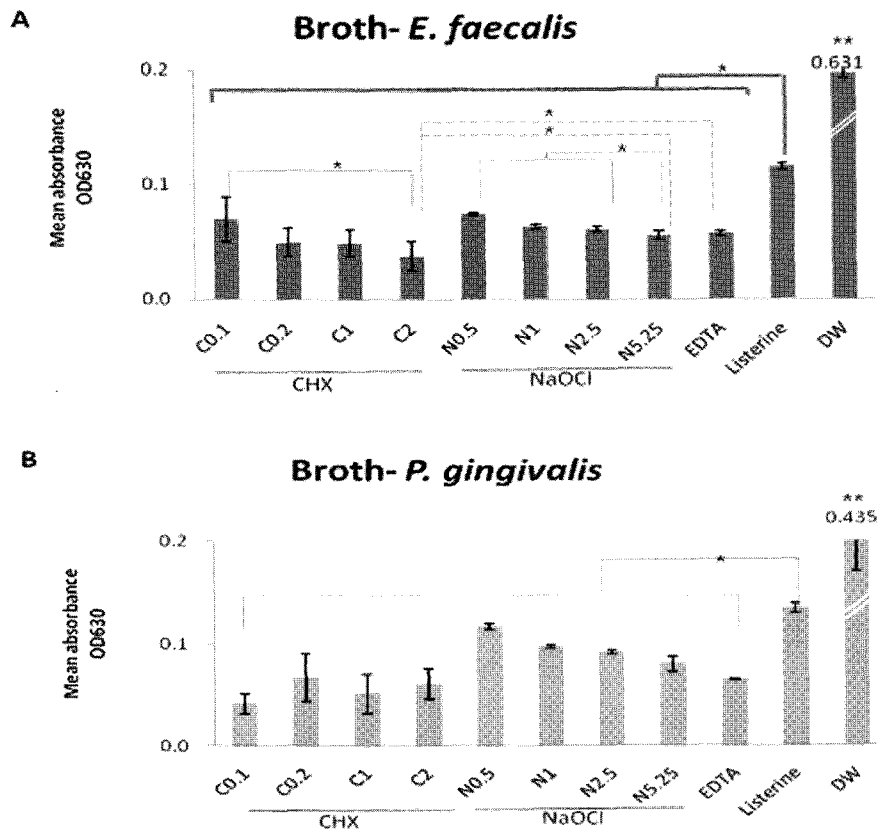 A
Broth- E. faecalis
**
0.631
0.2
*
*
*
*
*
0.1
0.0
Mean absorbance
OD630
C0.1 C0.2 C1 C2 N0.5 N1 N2.5 N5.25 EDTA Listerine DW
CHX NaOCl
B
Broth- P. gingivalis
**
0.435
0.2
*
0.1
0.0
Mean absorbance
OD630
C0.1 C0.2 C1 C2 N0.5 N1 N2.5 N5.25 EDTA Listerine DW
CHX NaOCl